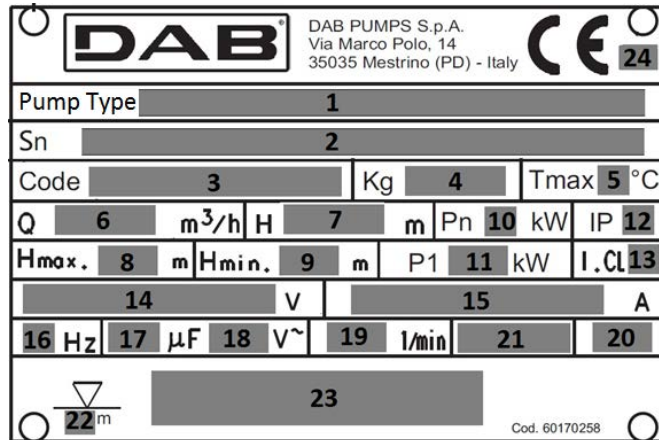 DAB
DAB PUMPS S.p.A.
Via Marco Polo, 14
35035 Mestrino (PD) - Italy
CE 24
Pump Type 1
Sn 2
Code 3 Kg 4 Tmax 5 °C
Q 6 m³/h H 7 m Pn 10 kW IP 12
Hmax. 8 m Hmin. 9 m P1 11 kW I.CL 13
14 V 15 A
16 Hz 17 µF 18 V~ 19 1/min 21 20
22 m 23
Cod. 60170258